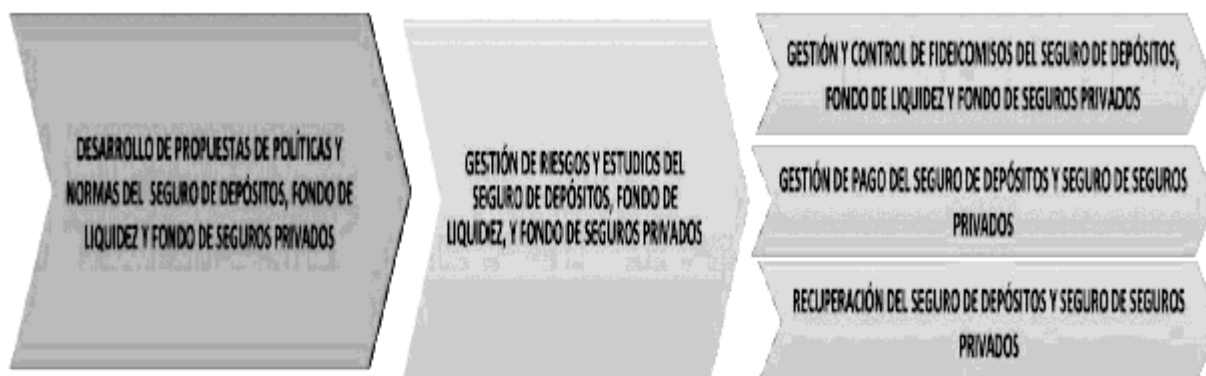 DESARROLLO DE PROPUESTAS DE POLÍTICAS Y
NORMAS DEL SEGURO DE DEPÓSITOS, FONDO DE
LIQUIDEZ Y FONDO DE SEGUROS PRIVADOS
GESTIÓN DE RIESGOS Y ESTUDIOS DEL
SEGURO DE DEPÓSITOS, FONDO DE
LIQUIDEZ, Y FONDO DE SEGUROS PRIVADOS
GESTIÓN Y CONTROL DE FIDEICOMISOS DEL SEGURO DE DEPÓSITOS,
FONDO DE LIQUIDEZ Y FONDO DE SEGUROS PRIVADOS
GESTIÓN DE PAGO DEL SEGURO DE DEPÓSITOS Y SEGURO DE SEGUROS
PRIVADOS
RECUPERACIÓN DEL SEGURO DE DEPÓSITOS Y SEGURO DE SEGUROS
PRIVADOS